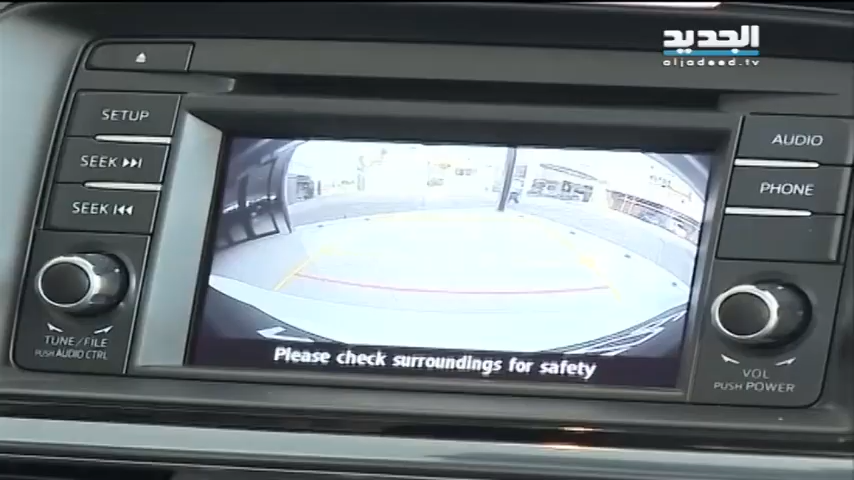 الجديد
aljadeed.tv
SETUP
SEEK
SEEK
TUNE/FILE
PUSH AUDIO CTRL
Please check surroundings for safety
AUDIO
PHONE
VOL
PUSH POWER